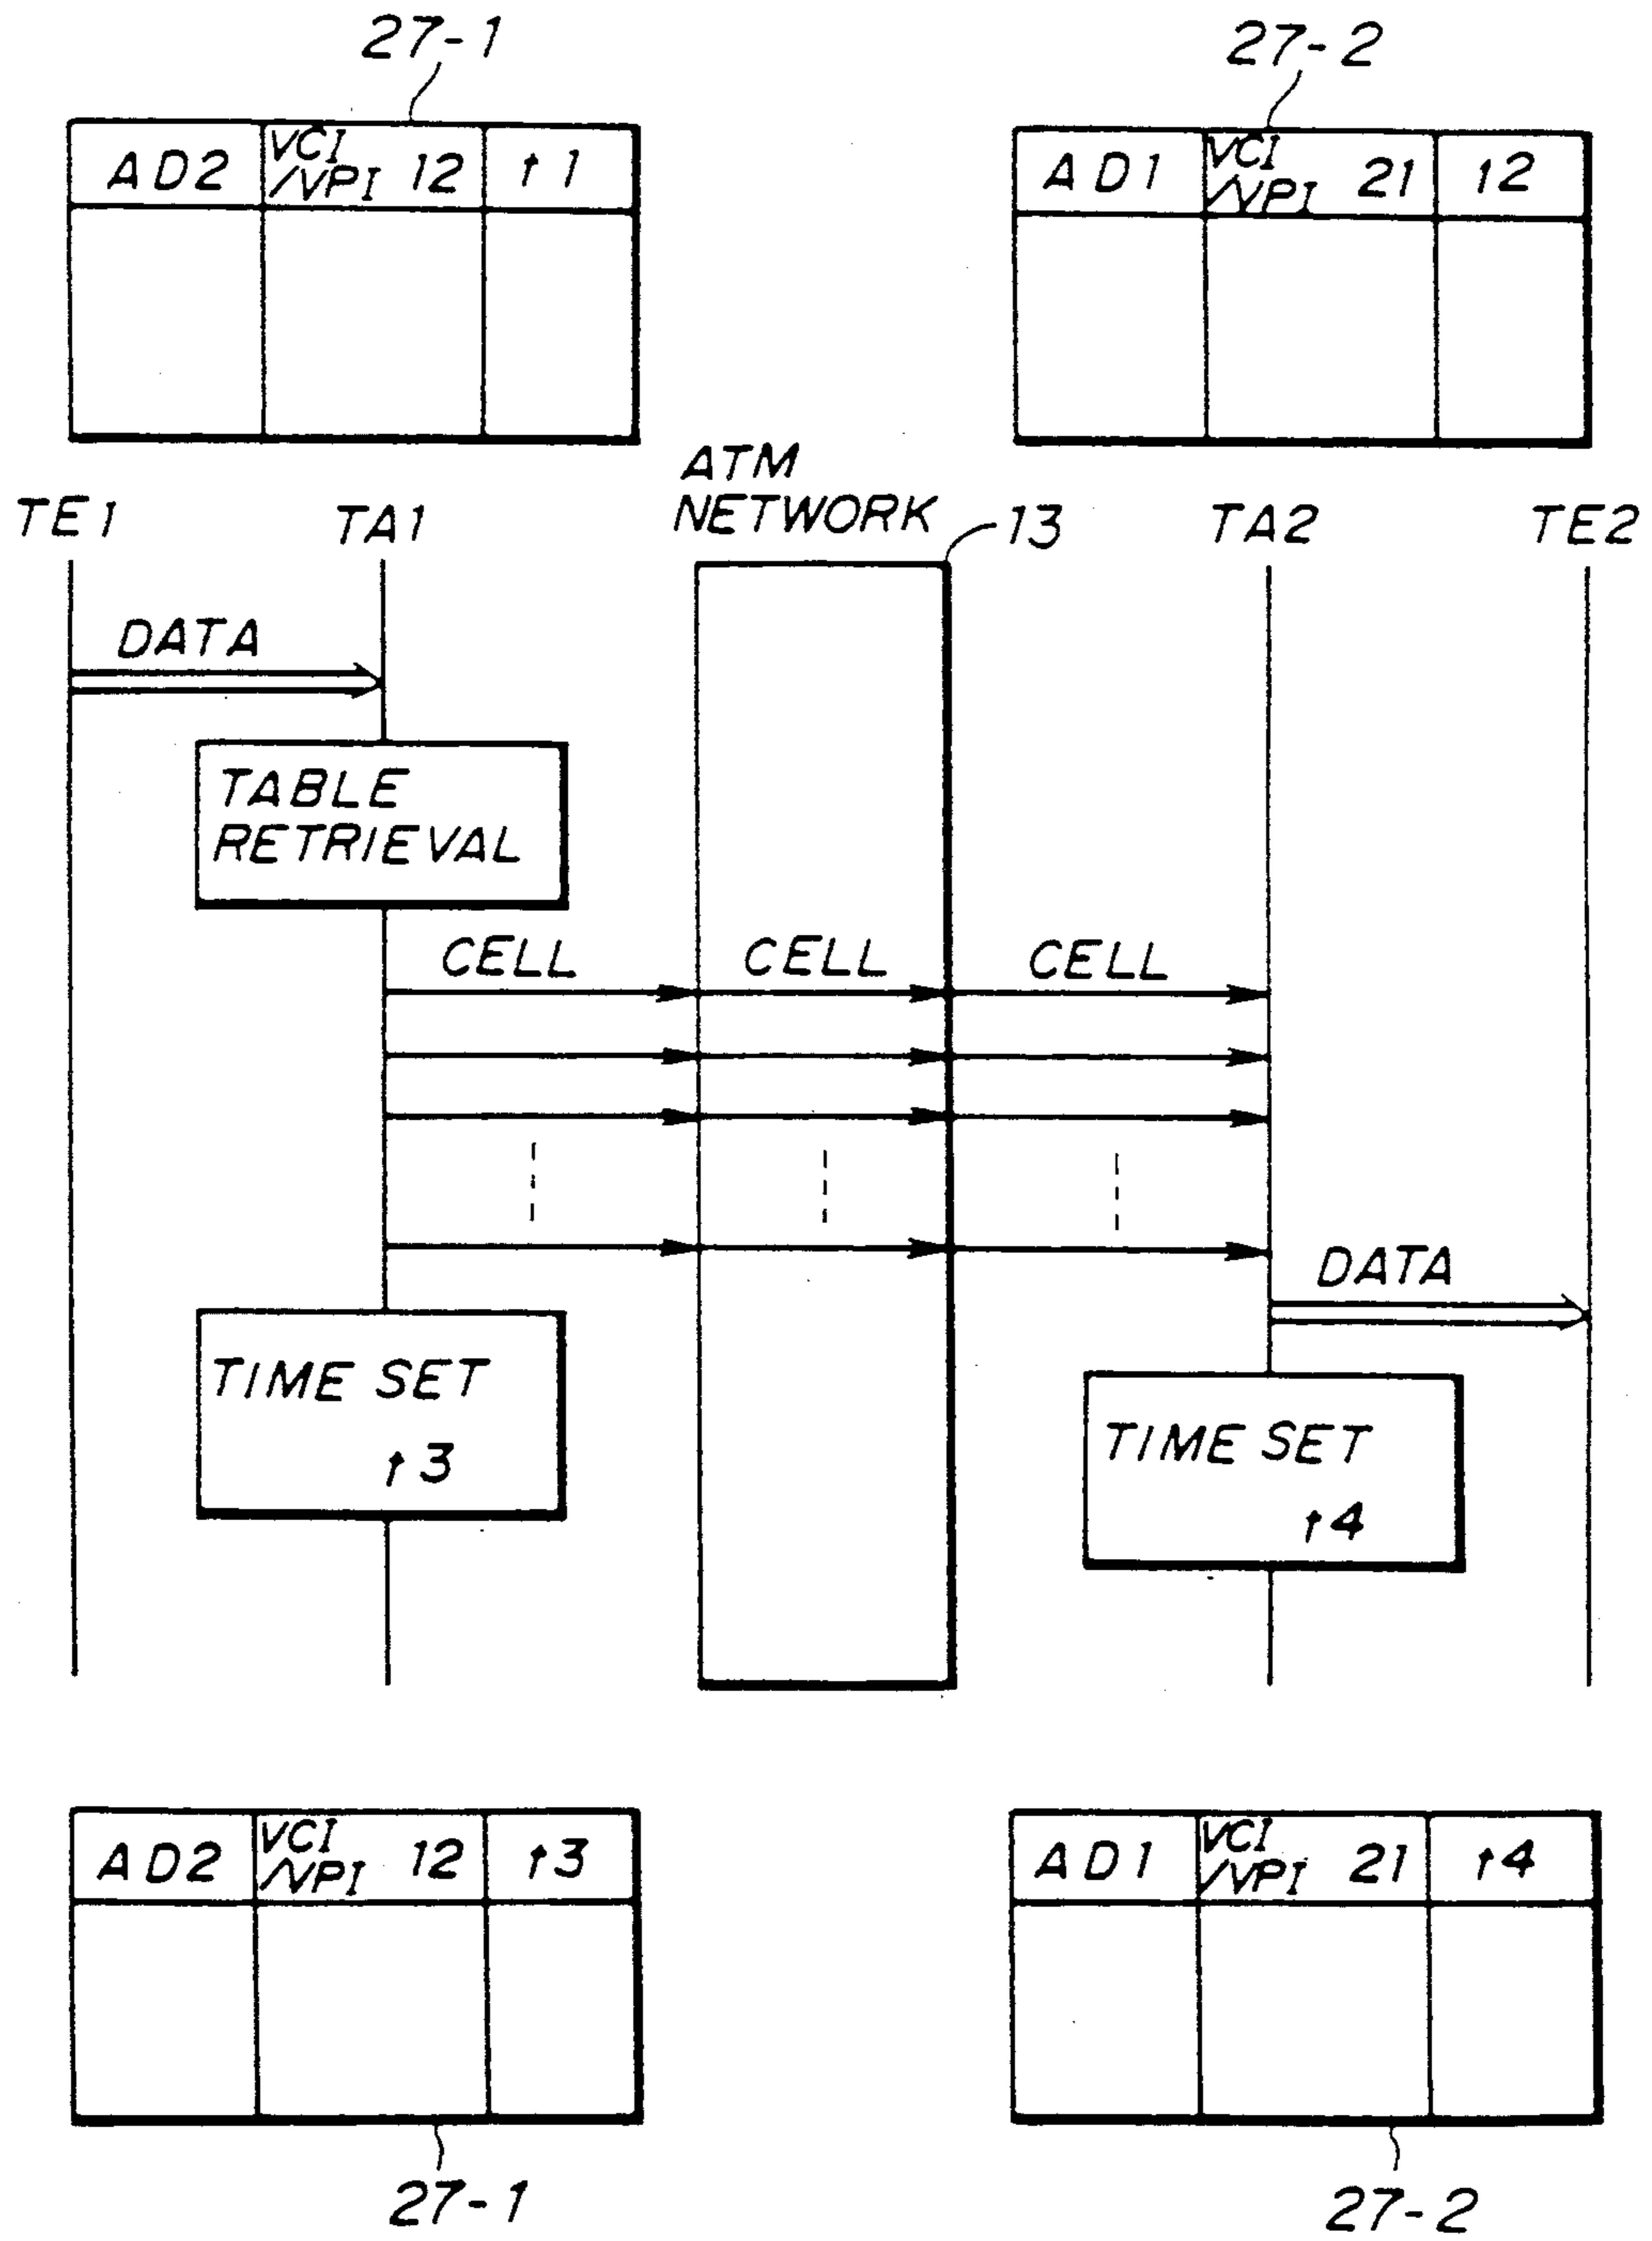 27-1
27-2
AD2 VCI/VPI 12 t1
AD1 VCI/VPI 21 t2
ATM
NETWORK
13
TE1 TA1 TA2 TE2
DATA
TABLE
RETRIEVAL
CELL CELL CELL
DATA
TIME SET
t3
TIME SET
t4
AD2 VCI/VPI 12 t3
AD1 VCI/VPI 21 t4
27-1
27-2